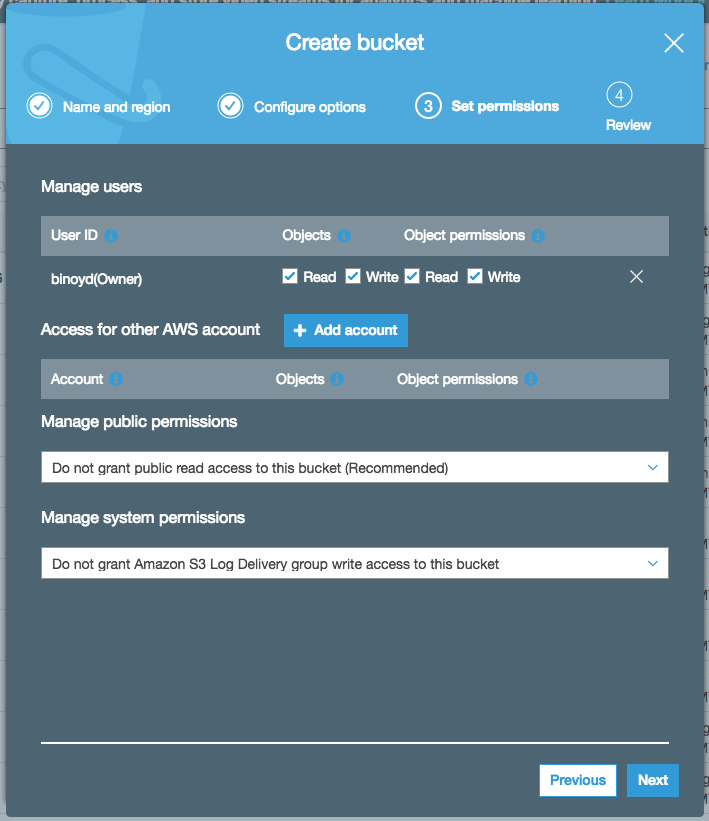 Create bucket
Name and region
Configure options
3 Set permissions
4
Review
Manage users
User ID Objects Object permissions
binoyd(Owner) Read Write Read Write
Access for other AWS account + Add account
Account Objects Object permissions
Manage public permissions
Do not grant public read access to this bucket (Recommended)
Manage system permissions
Do not grant Amazon S3 Log Delivery group write access to this bucket
Previous Next